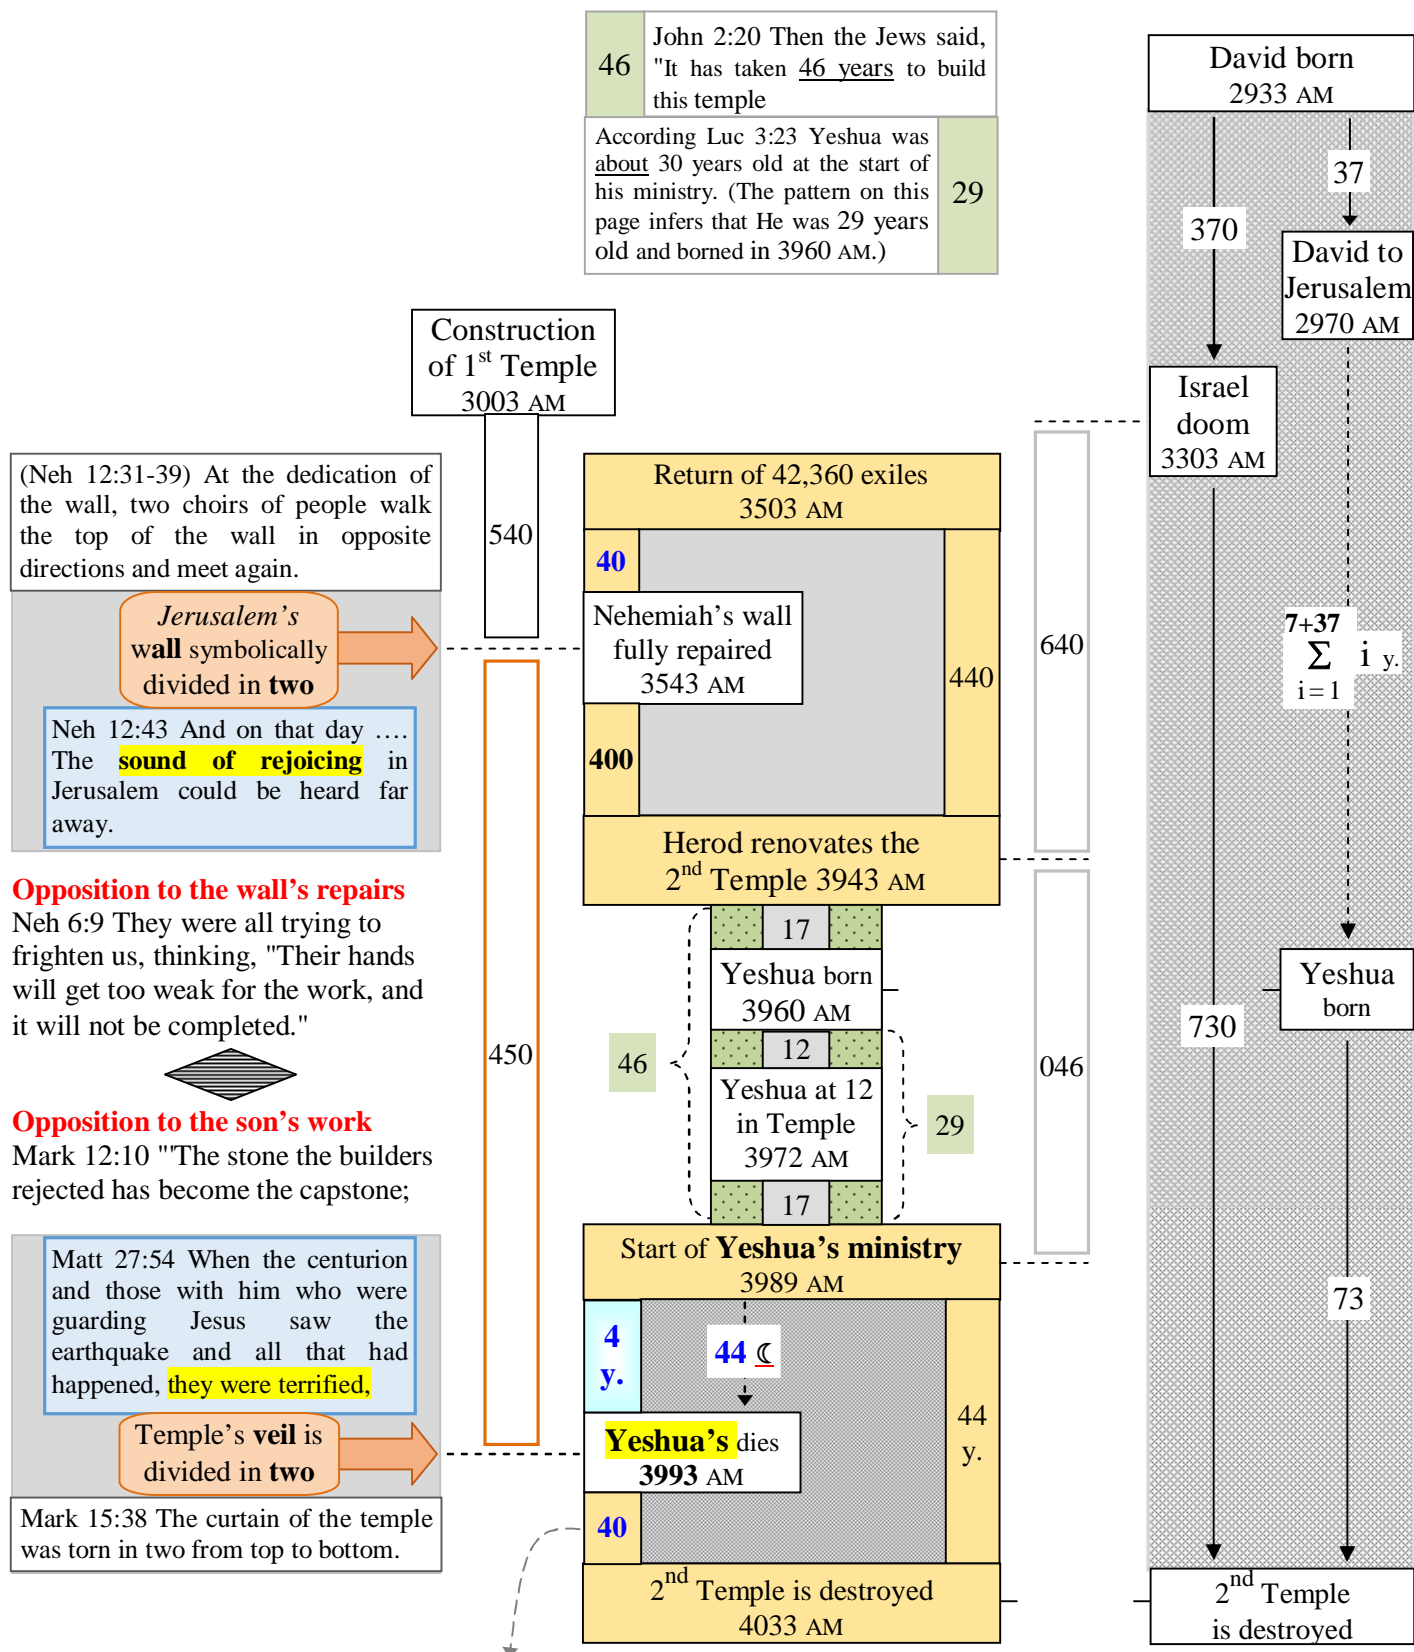 46
John 2:20 Then the Jews said,
"It has taken 46 years to build
this temple
According Luc 3:23 Yeshua was
about 30 years old at the start of
his ministry. (The pattern on this
page infers that He was 29 years
old and borned in 3960 AM.)
29
David born
2933 AM
37
370
David to
Jerusalem
2970 AM
Israel
doom
3303 AM
7+37
Σ i y.
i = 1
730
Yeshua
born
73
2nd Temple
is destroyed
Construction
of 1st Temple
3003 AM
540
450
(Neh 12:31-39) At the dedication of
the wall, two choirs of people walk
the top of the wall in opposite
directions and meet again.
Jerusalem’s
wall symbolically
divided in two
Neh 12:43 And on that day ….
The sound of rejoicing in
Jerusalem could be heard far
away.
Opposition to the wall’s repairs
Neh 6:9 They were all trying to
frighten us, thinking, "Their hands
will get too weak for the work, and
it will not be completed."
Opposition to the son’s work
Mark 12:10 "'The stone the builders
rejected has become the capstone;
Matt 27:54 When the centurion
and those with him who were
guarding Jesus saw the
earthquake and all that had
happened, they were terrified,
Temple’s veil is
divided in two
Mark 15:38 The curtain of the temple
was torn in two from top to bottom.
Return of 42,360 exiles
3503 AM
40
Nehemiah’s wall
fully repaired
3543 AM
440
400
Herod renovates the
2nd Temple 3943 AM
640
046
17
Yeshua born
3960 AM
12
46
Yeshua at 12
in Temple
3972 AM
29
17
Start of Yeshua’s ministry
3989 AM
4
y.
44 ☾
44
y.
Yeshua’s dies
3993 AM
40
2nd Temple is destroyed
4033 AM